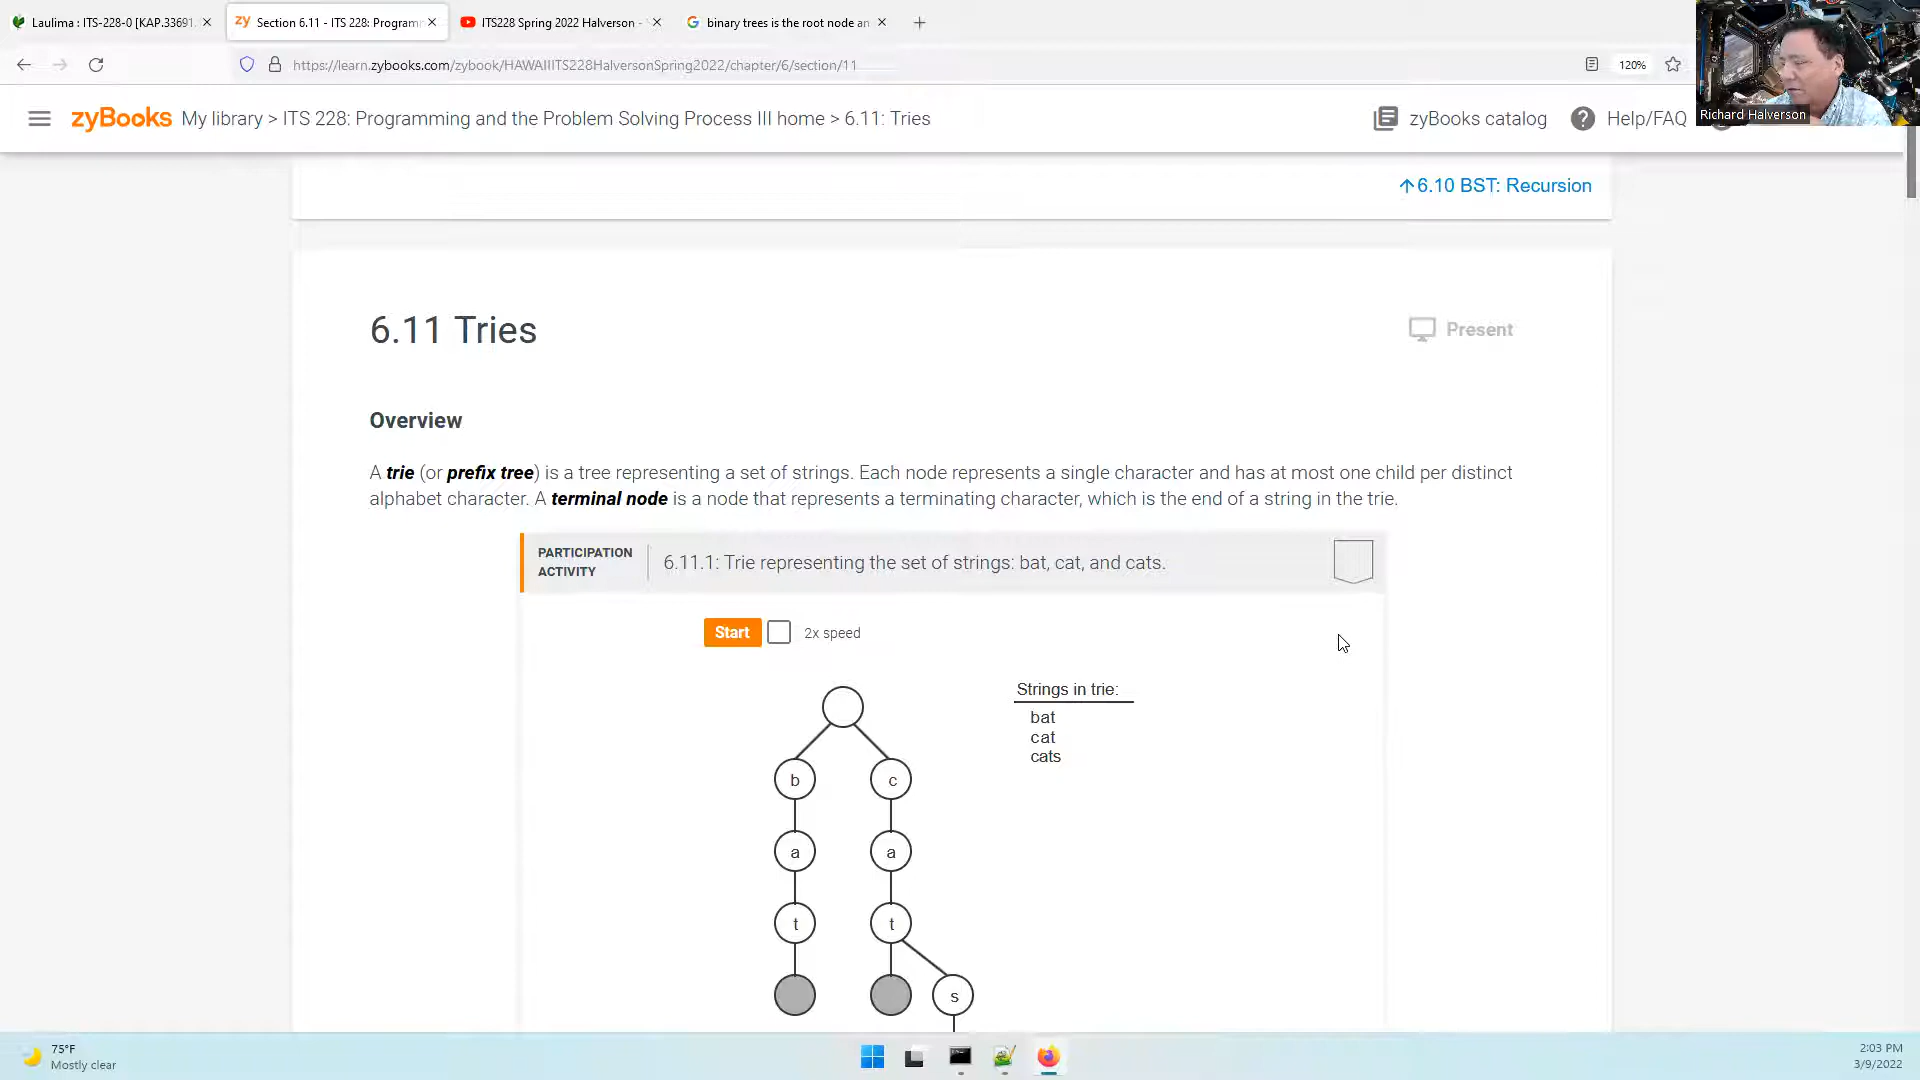 Laulima : ITS-228-0 [KAP.33691.
Section 6.11 - ITS 228: Programm
ITS228 Spring 2022 Halverson -
binary trees is the root node an
https://learn.zybooks.com/zybook/HAWAIIITS228HalversonSpring2022/chapter/6/section/11
120%
Richard Halverson
zyBooks My library > ITS 228: Programming and the Problem Solving Process III home > 6.11: Tries
zyBooks catalog
Help/FAQ
6.10 BST: Recursion
6.11 Tries
Present
Overview
A trie (or prefix tree) is a tree representing a set of strings. Each node represents a single character and has at most one child per distinct
alphabet character. A terminal node is a node that represents a terminating character, which is the end of a string in the trie.
PARTICIPATION
ACTIVITY
6.11.1: Trie representing the set of strings: bat, cat, and cats.
Start
2x speed
Strings in trie:
bat
cat
cats
b c
a a
t t
s
75°F
Mostly clear
2:03 PM
3/9/2022